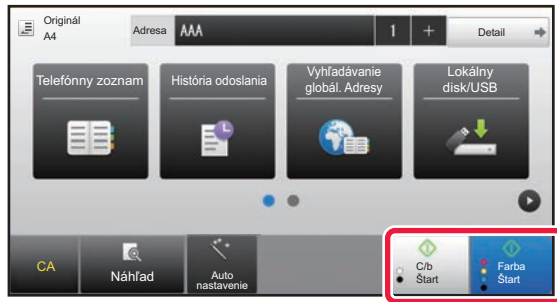 Originál
A4
Adresa AAA 1 + Detail
Telefónny zoznam
História odoslania
Vyhľadávanie
globál. Adresy
Lokálny
disk/USB
CA
Náhľad
Auto
nastavenie
C/b
Štart
Farba
Štart